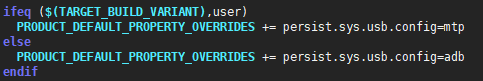 ifeq ($(TARGET_BUILD_VARIANT),user)
  PRODUCT_DEFAULT_PROPERTY_OVERRIDES += persist.sys.usb.config=mtp
else
  PRODUCT_DEFAULT_PROPERTY_OVERRIDES += persist.sys.usb.config=adb
endif